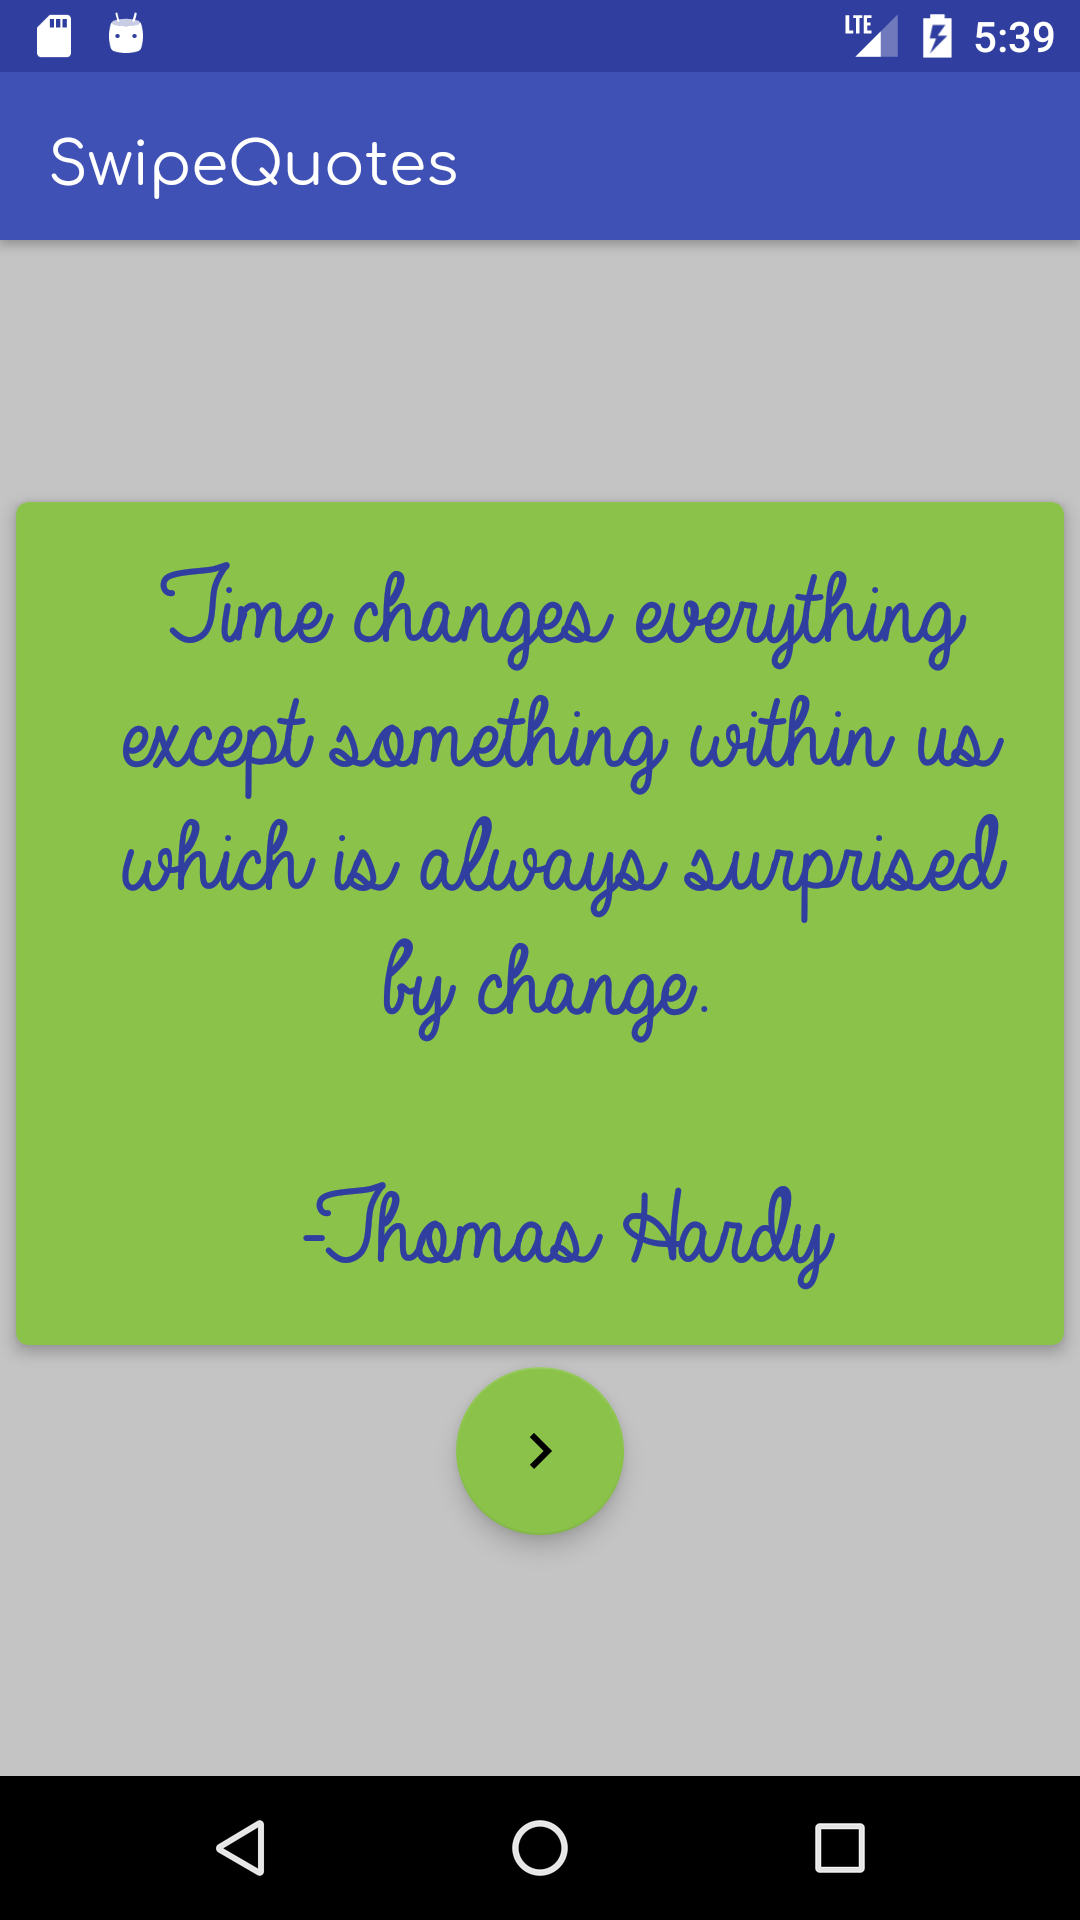 LTE 5:39
SwipeQuotes
Time changes everything
except something within us
which is always surprised
by change.
-Thomas Hardy